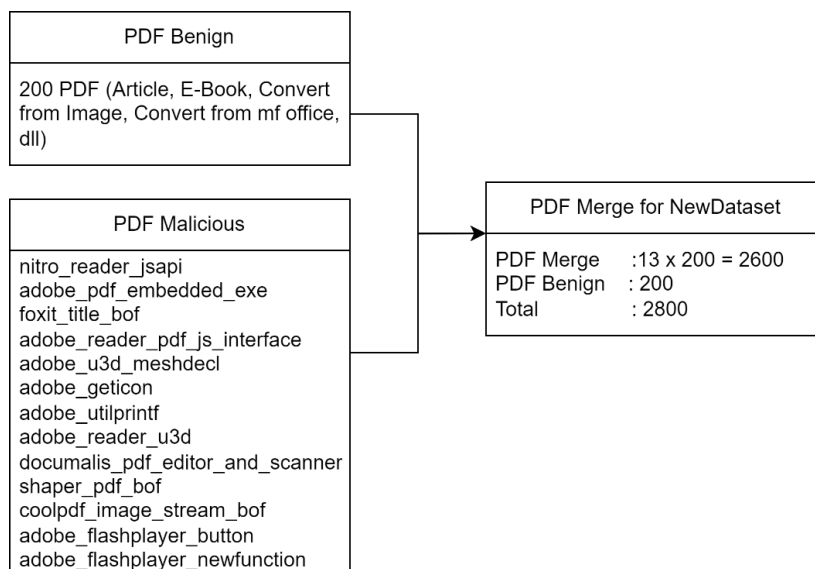 PDF Benign
200 PDF (Article, E-Book, Convert
from Image, Convert from mf office,
dll)
PDF Malicious
nitro_reader_jsapi
adobe_pdf_embedded_exe
foxit_title_bof
adobe_reader_pdf_js_interface
adobe_u3d_meshdecl
adobe_geticon
adobe_utilprintf
adobe_reader_u3d
documalis_pdf_editor_and_scanner
shaper_pdf_bof
coolpdf_image_stream_bof
adobe_flashplayer_button
adobe_flashplayer_newfunction
PDF Merge for NewDataset
PDF Merge :13 x 200 = 2600
PDF Benign : 200
Total : 2800